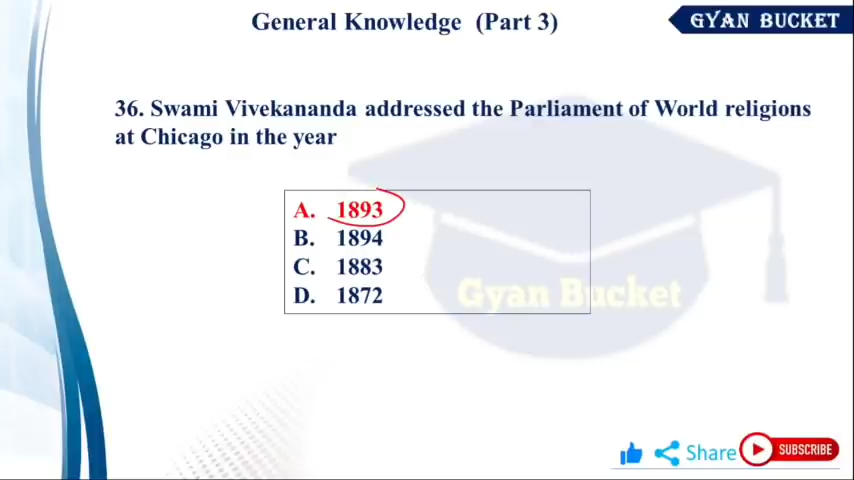 General Knowledge (Part 3)
GYAN BUCKET
36. Swami Vivekananda addressed the Parliament of World religions
at Chicago in the year
A. 1893
B. 1894
C. 1883
D. 1872
Gyan Bucket
Share
SUBSCRIBE